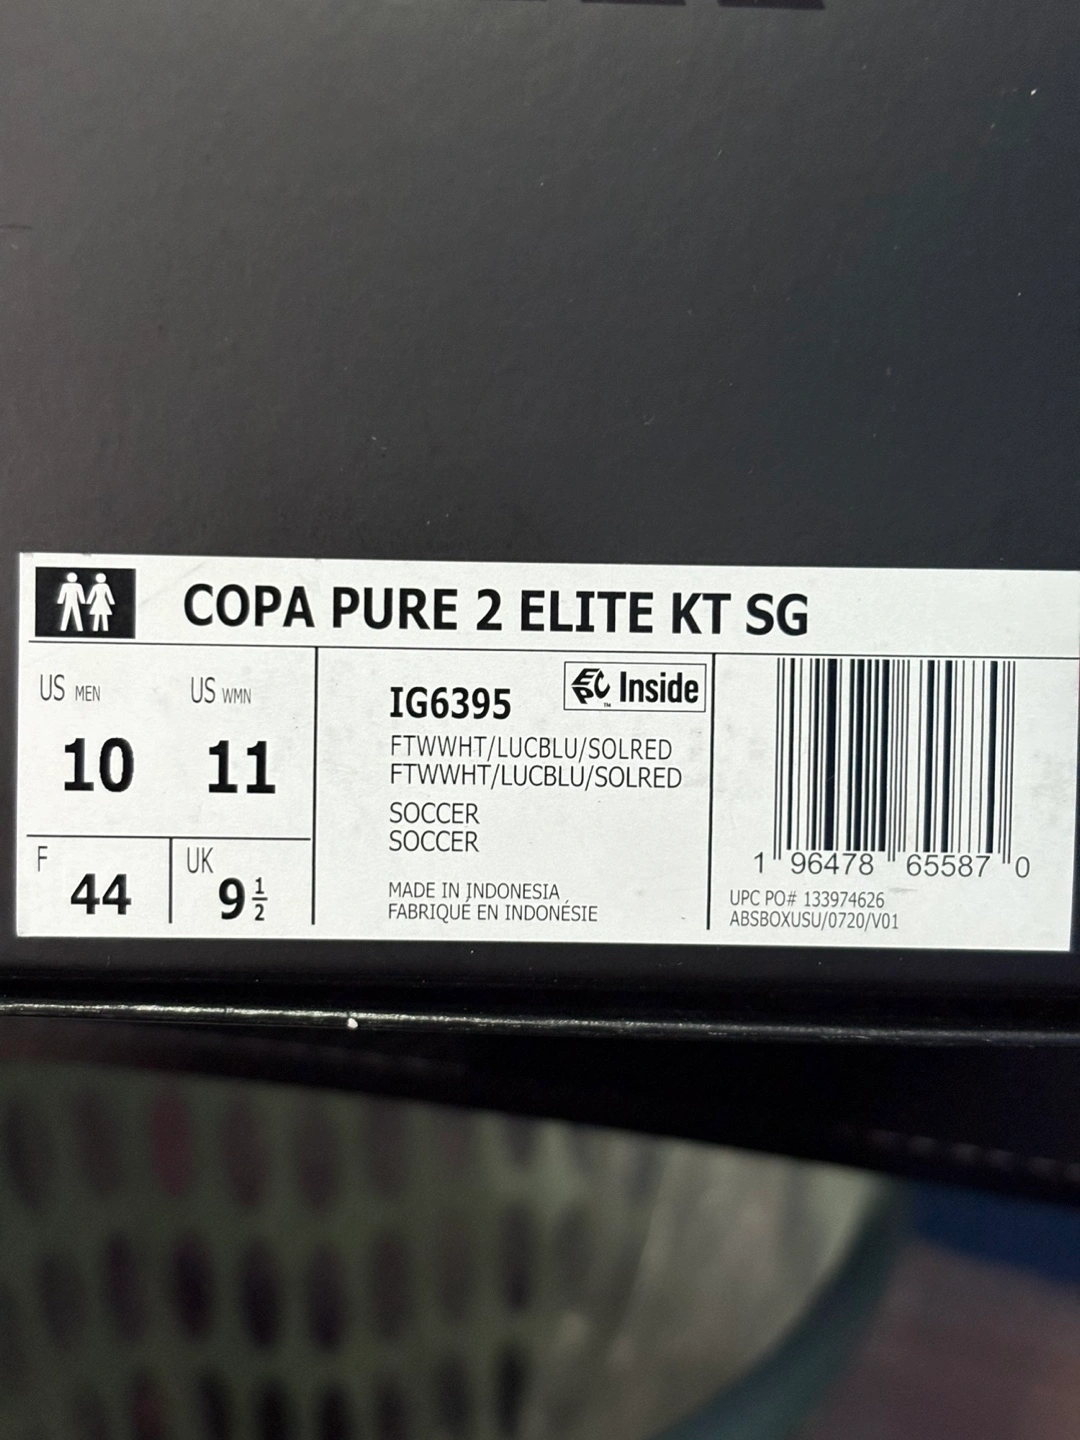 COPA PURE 2 ELITE KT SG
US MEN
10
US WMN
11
F
44
UK
9 1/2
IG6395
Inside
FTWWHT/LUCBLU/SOLRED
FTWWHT/LUCBLU/SOLRED
SOCCER
SOCCER
MADE IN INDONESIA
FABRIQUÉ EN INDONÉSIE
1 96478 65587 0
UPC PO# 133974626
ABSBOXUSU/0720/V01